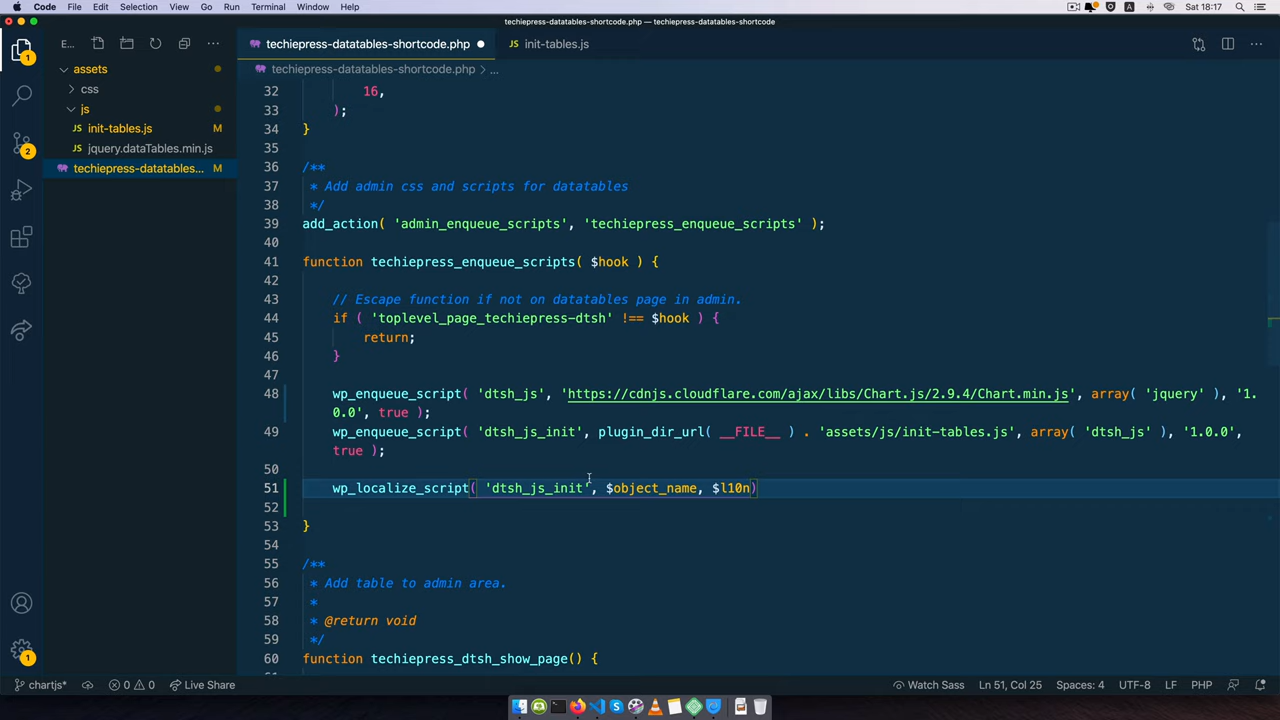 Code File Edit Selection View Go Run Terminal Window Help Sat 18:17
techiepress-datatables-shortcode.php — techiepress-datatables-shortcode
E... techiepress-datatables-shortcode.php init-tables.js
assets
techiepress-datatables-shortcode.php > ...
css
js
init-tables.js M
jquery.dataTables.min.js
techiepress-datatables... M
1
2
32 16,
33 );
34 }
35
36 /**
37 * Add admin css and scripts for datatables
38 */
39 add_action( 'admin_enqueue_scripts', 'techiepress_enqueue_scripts' );
40
41 function techiepress_enqueue_scripts( $hook ) {
42
43 // Escape function if not on datatables page in admin.
44 if ( 'toplevel_page_techiepress-dtsh' !== $hook ) {
45 return;
46 }
47
48 wp_enqueue_script( 'dtsh_js', 'https://cdnjs.cloudflare.com/ajax/libs/Chart.js/2.9.4/Chart.min.js', array( 'jquery' ), '1.
0.0', true );
49 wp_enqueue_script( 'dtsh_js_init', plugin_dir_url( __FILE__ ) . 'assets/js/init-tables.js', array( 'dtsh_js' ), '1.0.0',
true );
50
51 wp_localize_script( 'dtsh_js_init', $object_name, $l10n)
52
53 }
54
55 /**
56 * Add table to admin area.
57 *
58 * @return void
59 */
60 function techiepress_dtsh_show_page() {
1
chartjs* 0 0 Live Share Watch Sass Ln 51, Col 25 Spaces: 4 UTF-8 LF PHP